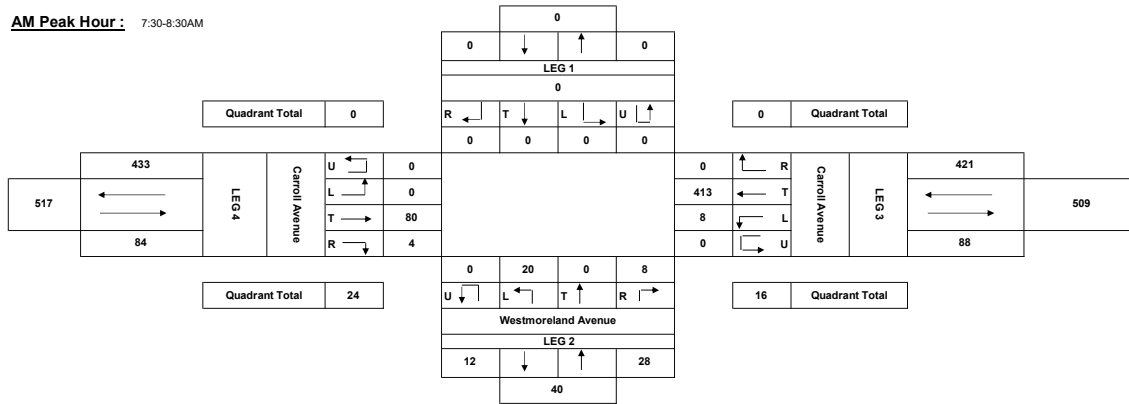 AM Peak Hour : 7:30-8:30AM
0
0 0
LEG 1
0
Quadrant Total 0
R T L U
0 Quadrant Total
0 0 0 0
433
LEG 4
Carroll Avenue
U 0
0 R
Carroll Avenue
LEG 3
421
517
L 0
413 T
509
T 80
8 L
84
R 4
0 U
88
0 20 0 8
Quadrant Total 24
U L T R
16 Quadrant Total
Westmoreland Avenue
LEG 2
12 28
40